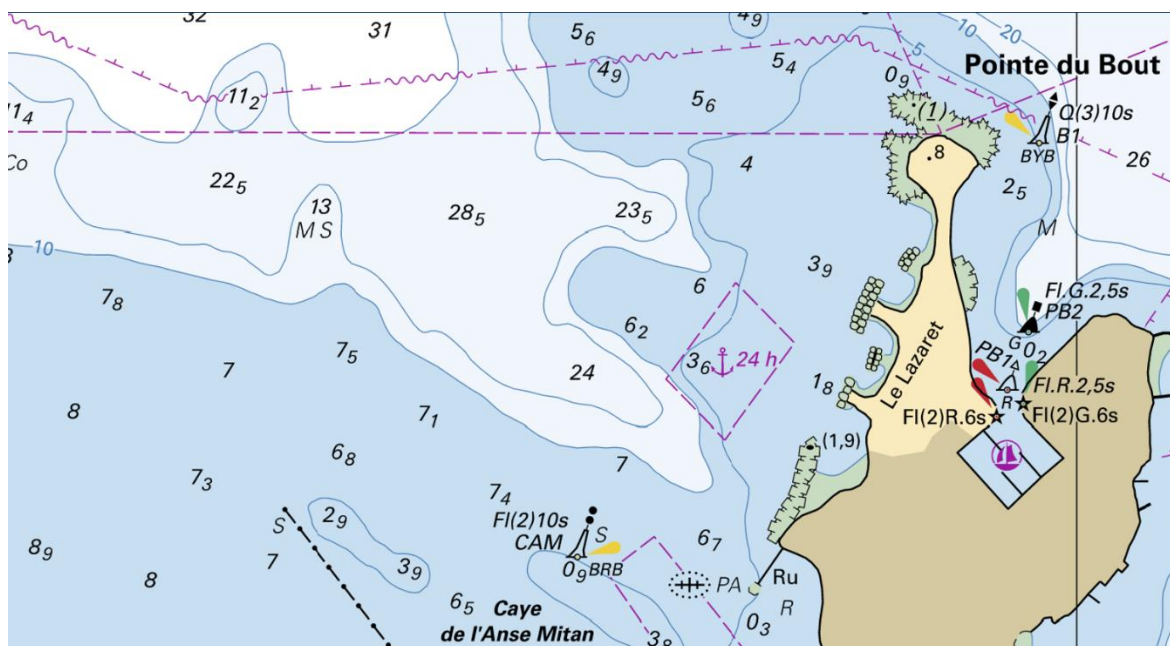 32
31
5₆
4₉
10
20
5
Pointe du Bout
11₂
4₉
5₄
0₉
(1)
5₆
Q(3)10s
B1
BYB
11₄
Co
8
4
26
22₅
2₅
13
M S
28₅
23₅
M
10
3₉
6
7₈
Fl.G.2,5s
PB2
6₂
G
0₂
7₅
3₆
24 h
PB1
7
24
1₈
Le Lazaret
Fl.R.2,5s
R
8
7₁
Fl(2)R.6s
Fl(2)G.6s
(1,9)
6₈
7
7₃
7₄
S
2₉
Fl(2)10s
CAM
S
6₇
8₉
7
3₉
0₉
BRB
8
PA
Ru
R
6₅
Caye
de l'Anse Mitan
0₃
3₈